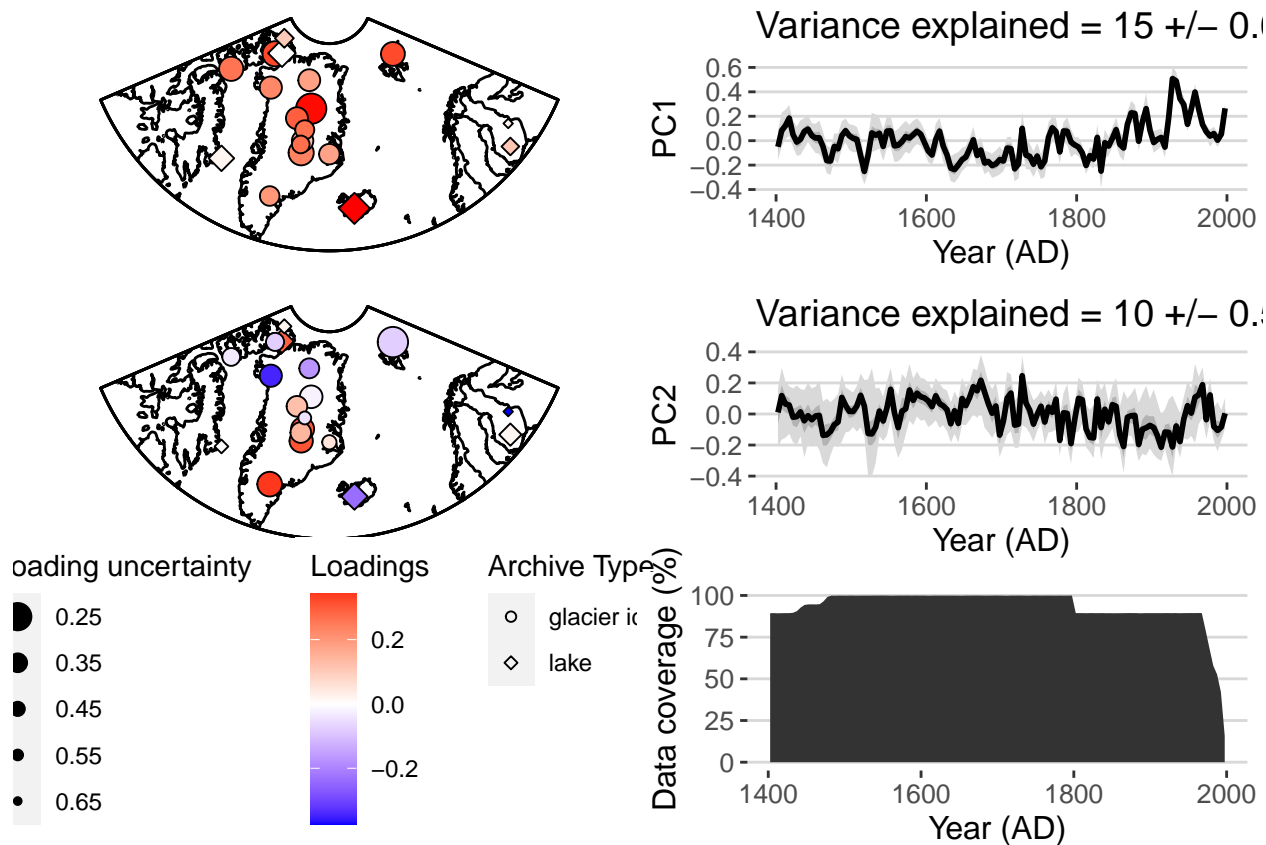 Variance explained = 15 +/− 0.
PC1
0.6
0.4
0.2
0.0
−0.2
−0.4
1400 1600 1800 2000
Year (AD)
Variance explained = 10 +/− 0.
PC2
0.4
0.2
0.0
−0.2
−0.4
1400 1600 1800 2000
Year (AD)
oading uncertainty
0.25
0.35
0.45
0.55
0.65
Loadings
0.2
0.0
−0.2
Archive Type
glacier ic
lake
Data coverage (%)
100
75
50
25
0
1400 1600 1800 2000
Year (AD)